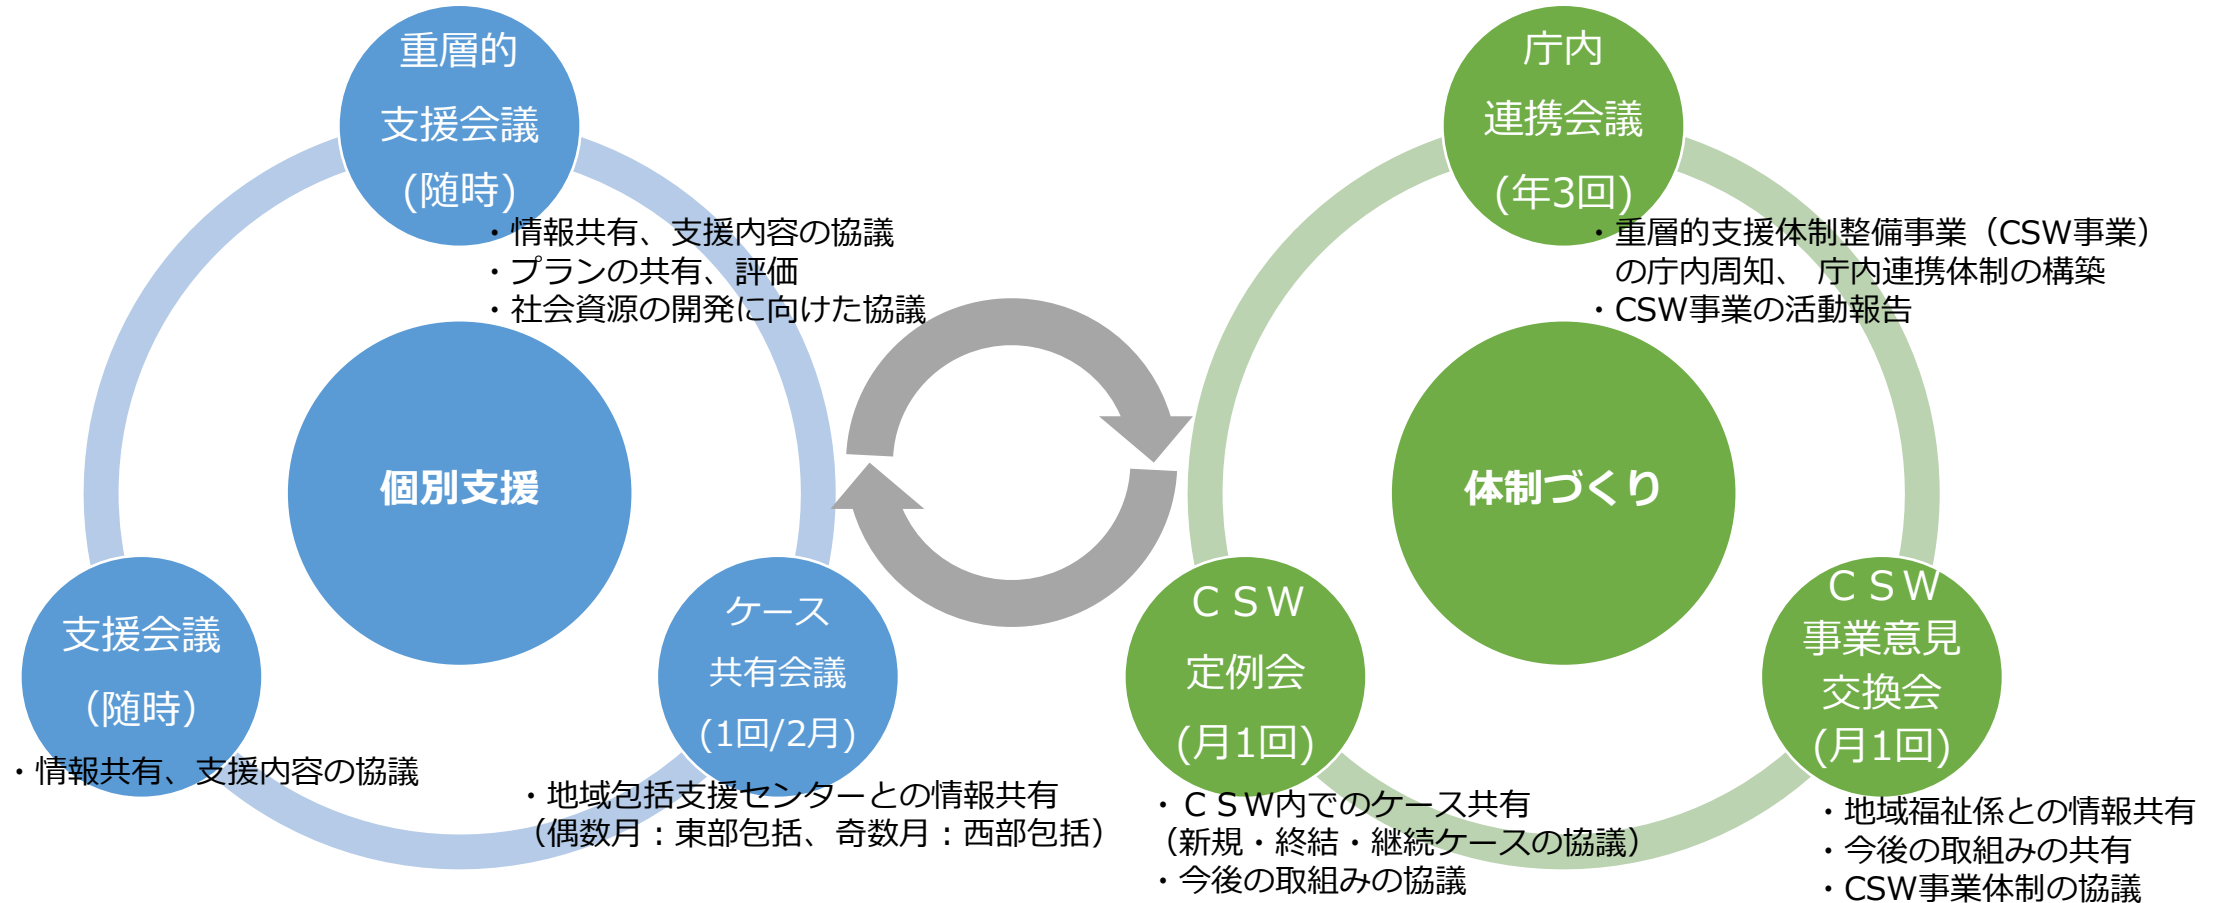 重層的
支援会議
(随時)
・情報共有、支援内容の協議
・プランの共有、評価
・社会資源の開発に向けた協議
個別支援
支援会議
（随時）
・情報共有、支援内容の協議
ケース
共有会議
(1回/2月)
・地域包括支援センターとの情報共有
（偶数月：東部包括、奇数月：西部包括）
庁内
連携会議
(年3回)
・重層的支援体制整備事業（CSW事業）
の庁内周知、 庁内連携体制の構築
・CSW事業の活動報告
体制づくり
ＣＳＷ
定例会
(月1回)
・ＣＳＷ内でのケース共有
（新規・終結・継続ケースの協議）
・今後の取組みの協議
ＣＳＷ
事業意見
交換会
(月1回)
・地域福祉係との情報共有
・今後の取組みの共有
・CSW事業体制の協議